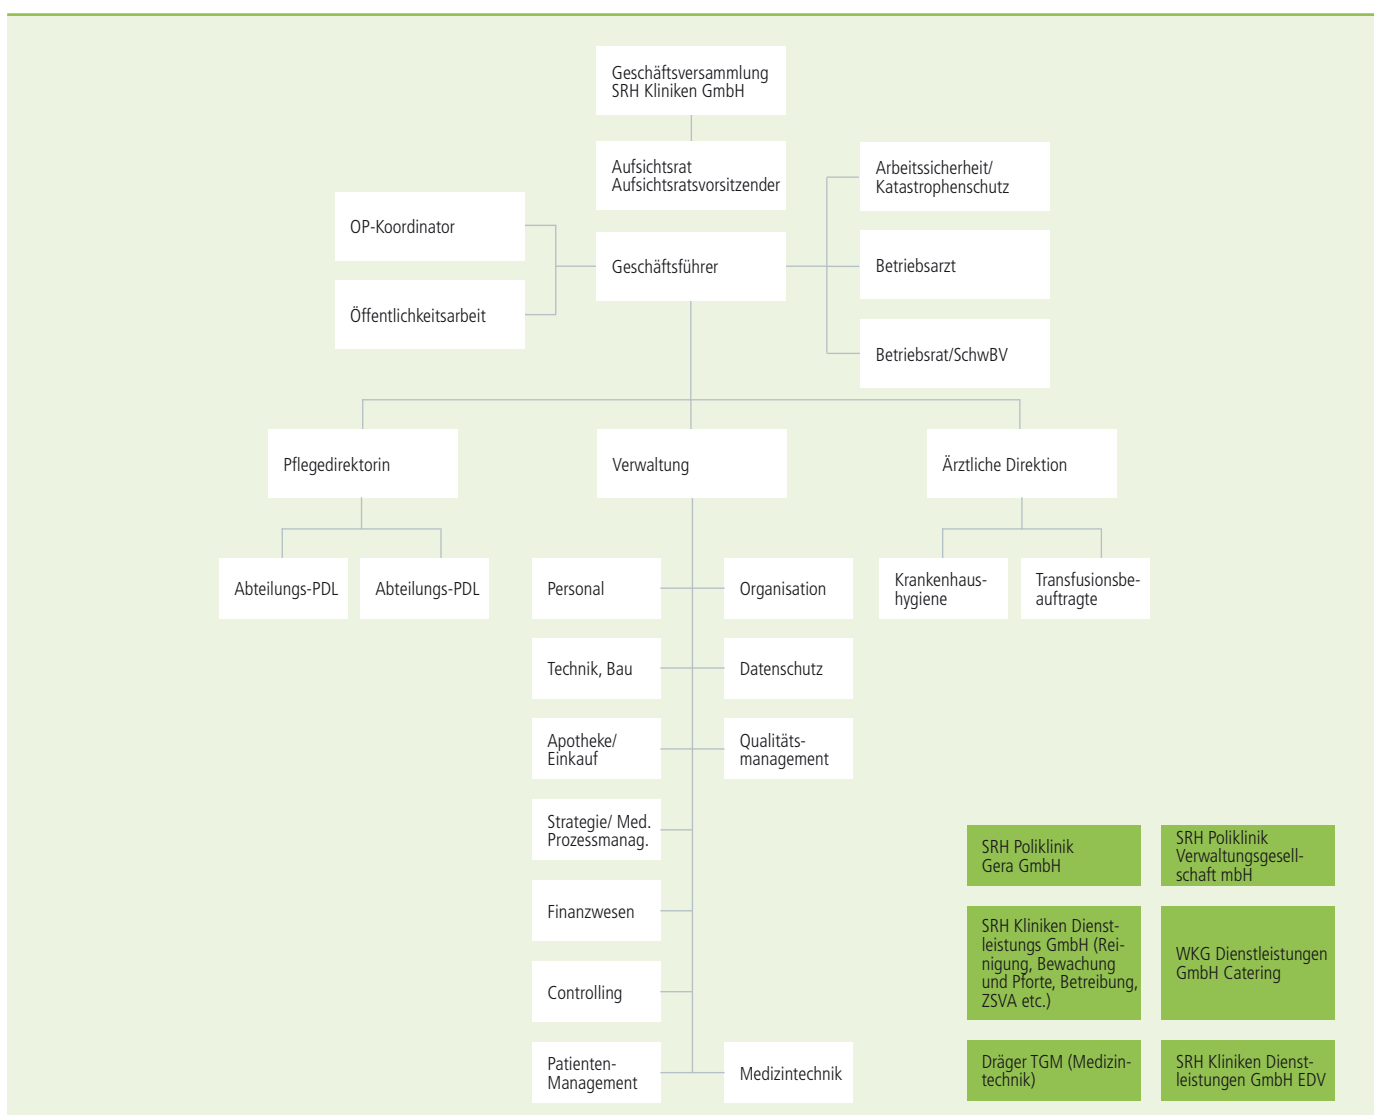 Geschäftsversammlung
SRH Kliniken GmbH
Aufsichtsrat
Aufsichtsratsvorsitzender
Arbeitssicherheit/
Katastrophenschutz
OP-Koordinator
Geschäftsführer
Betriebsarzt
Öffentlichkeitsarbeit
Betriebsrat/SchwBV
Pflegedirektorin
Verwaltung
Ärztliche Direktion
Abteilungs-PDL
Abteilungs-PDL
Personal
Organisation
Krankenhaus-
hygiene
Transfusionsbe-
auftragte
Technik, Bau
Datenschutz
Apotheke/
Einkauf
Qualitäts-
management
Strategie/ Med.
Prozessmanag.
Finanzwesen
Controlling
Patienten-
Management
Medizintechnik
SRH Poliklinik
Gera GmbH
SRH Poliklinik
Verwaltungsgesell-
schaft mbH
SRH Kliniken Dienst-
leistungs GmbH (Rei-
nigung, Bewachung
und Pforte, Betreibung,
ZSVA etc.)
WKG Dienstleistungen
GmbH Catering
Dräger TGM (Medizin-
technik)
SRH Kliniken Dienst-
leistungen GmbH EDV